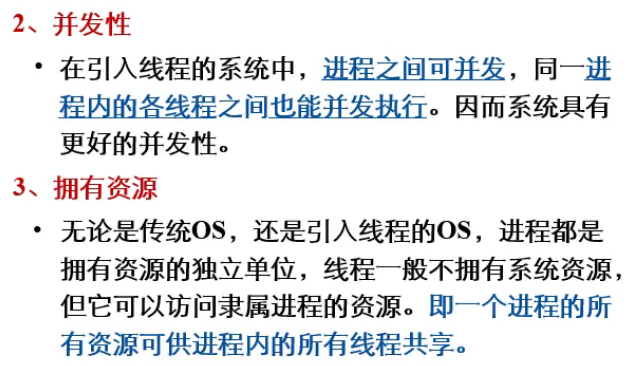 2、并发性
• 在引入线程的系统中，进程之间可并发，同一进
程内的各线程之间也能并发执行。因而系统具有
更好的并发性。
3、拥有资源
• 无论是传统OS，还是引入线程的OS，进程都是
拥有资源的独立单位，线程一般不拥有系统资源，
但它可以访问隶属进程的资源。即一个进程的所
有资源可供进程内的所有线程共享。